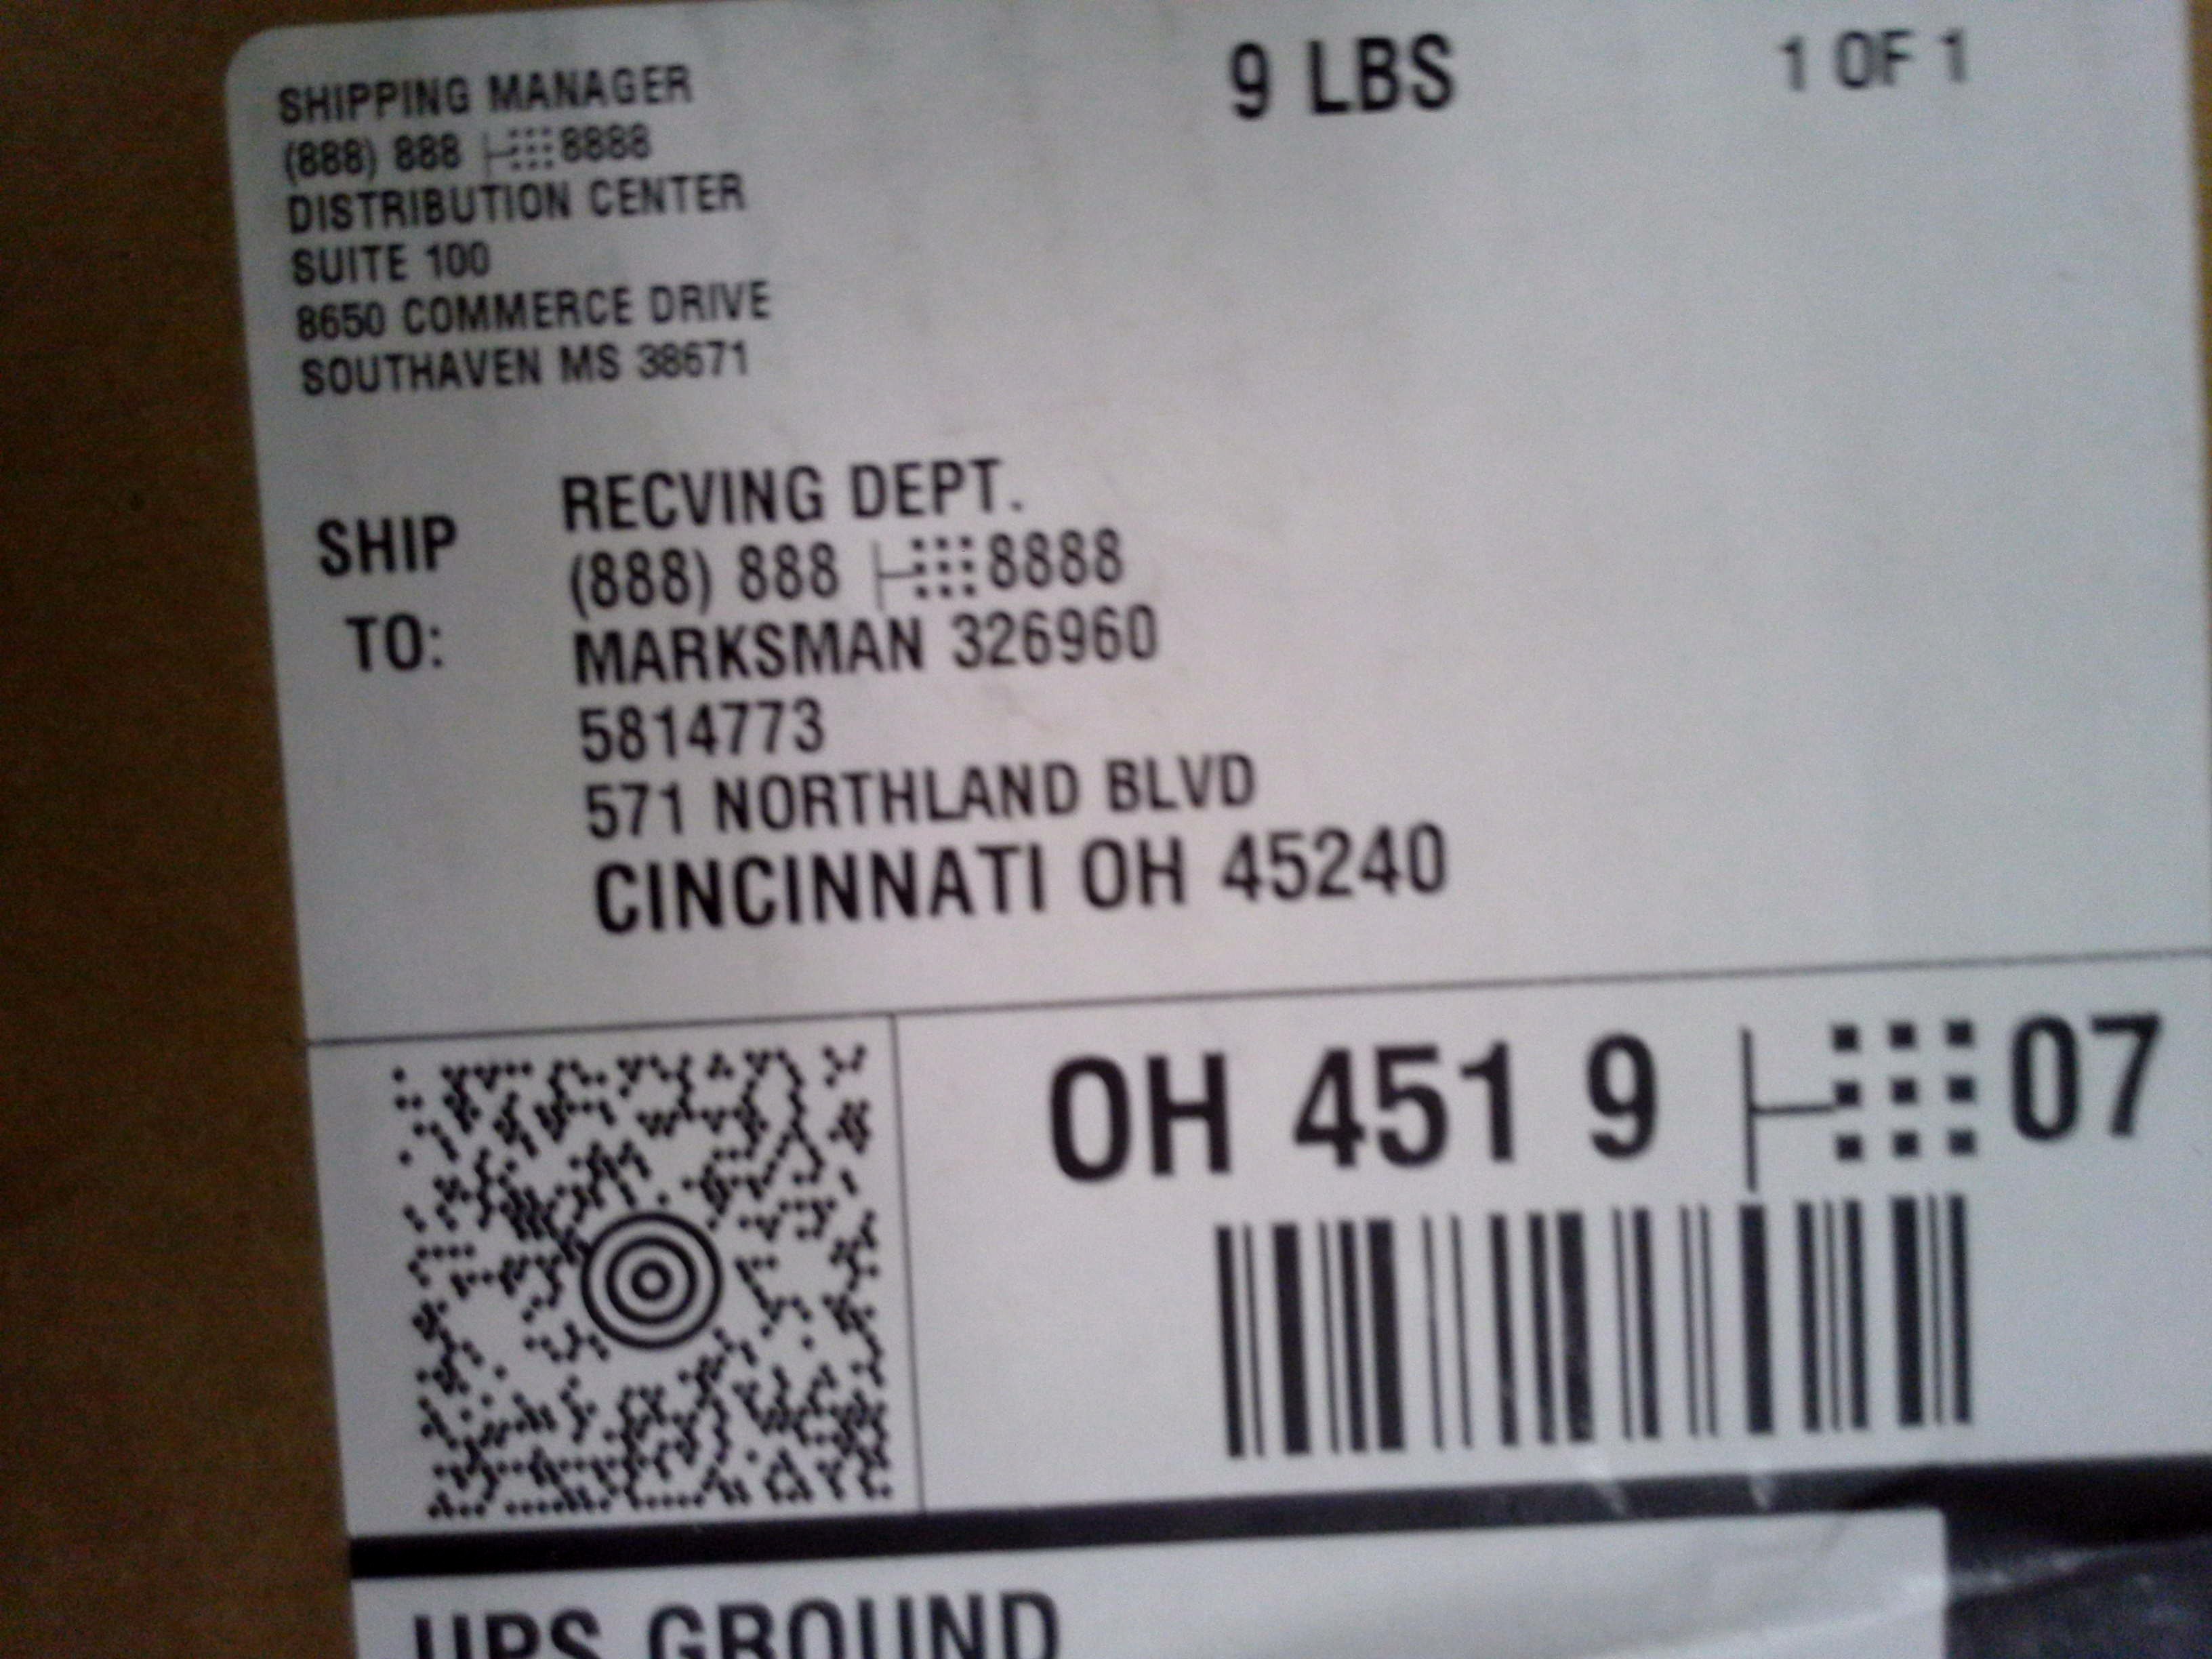 SHIPPING MANAGER
(888) 888 8888
DISTRIBUTION CENTER
SUITE 100
8650 COMMERCE DRIVE
SOUTHAVEN MS 38671
9 LBS
1 OF 1
SHIP TO:
RECVING DEPT.
(888) 888 8888
MARKSMAN 326960
5814773
571 NORTHLAND BLVD
CINCINNATI OH 45240
OH 451 9 07
UPS GROUND